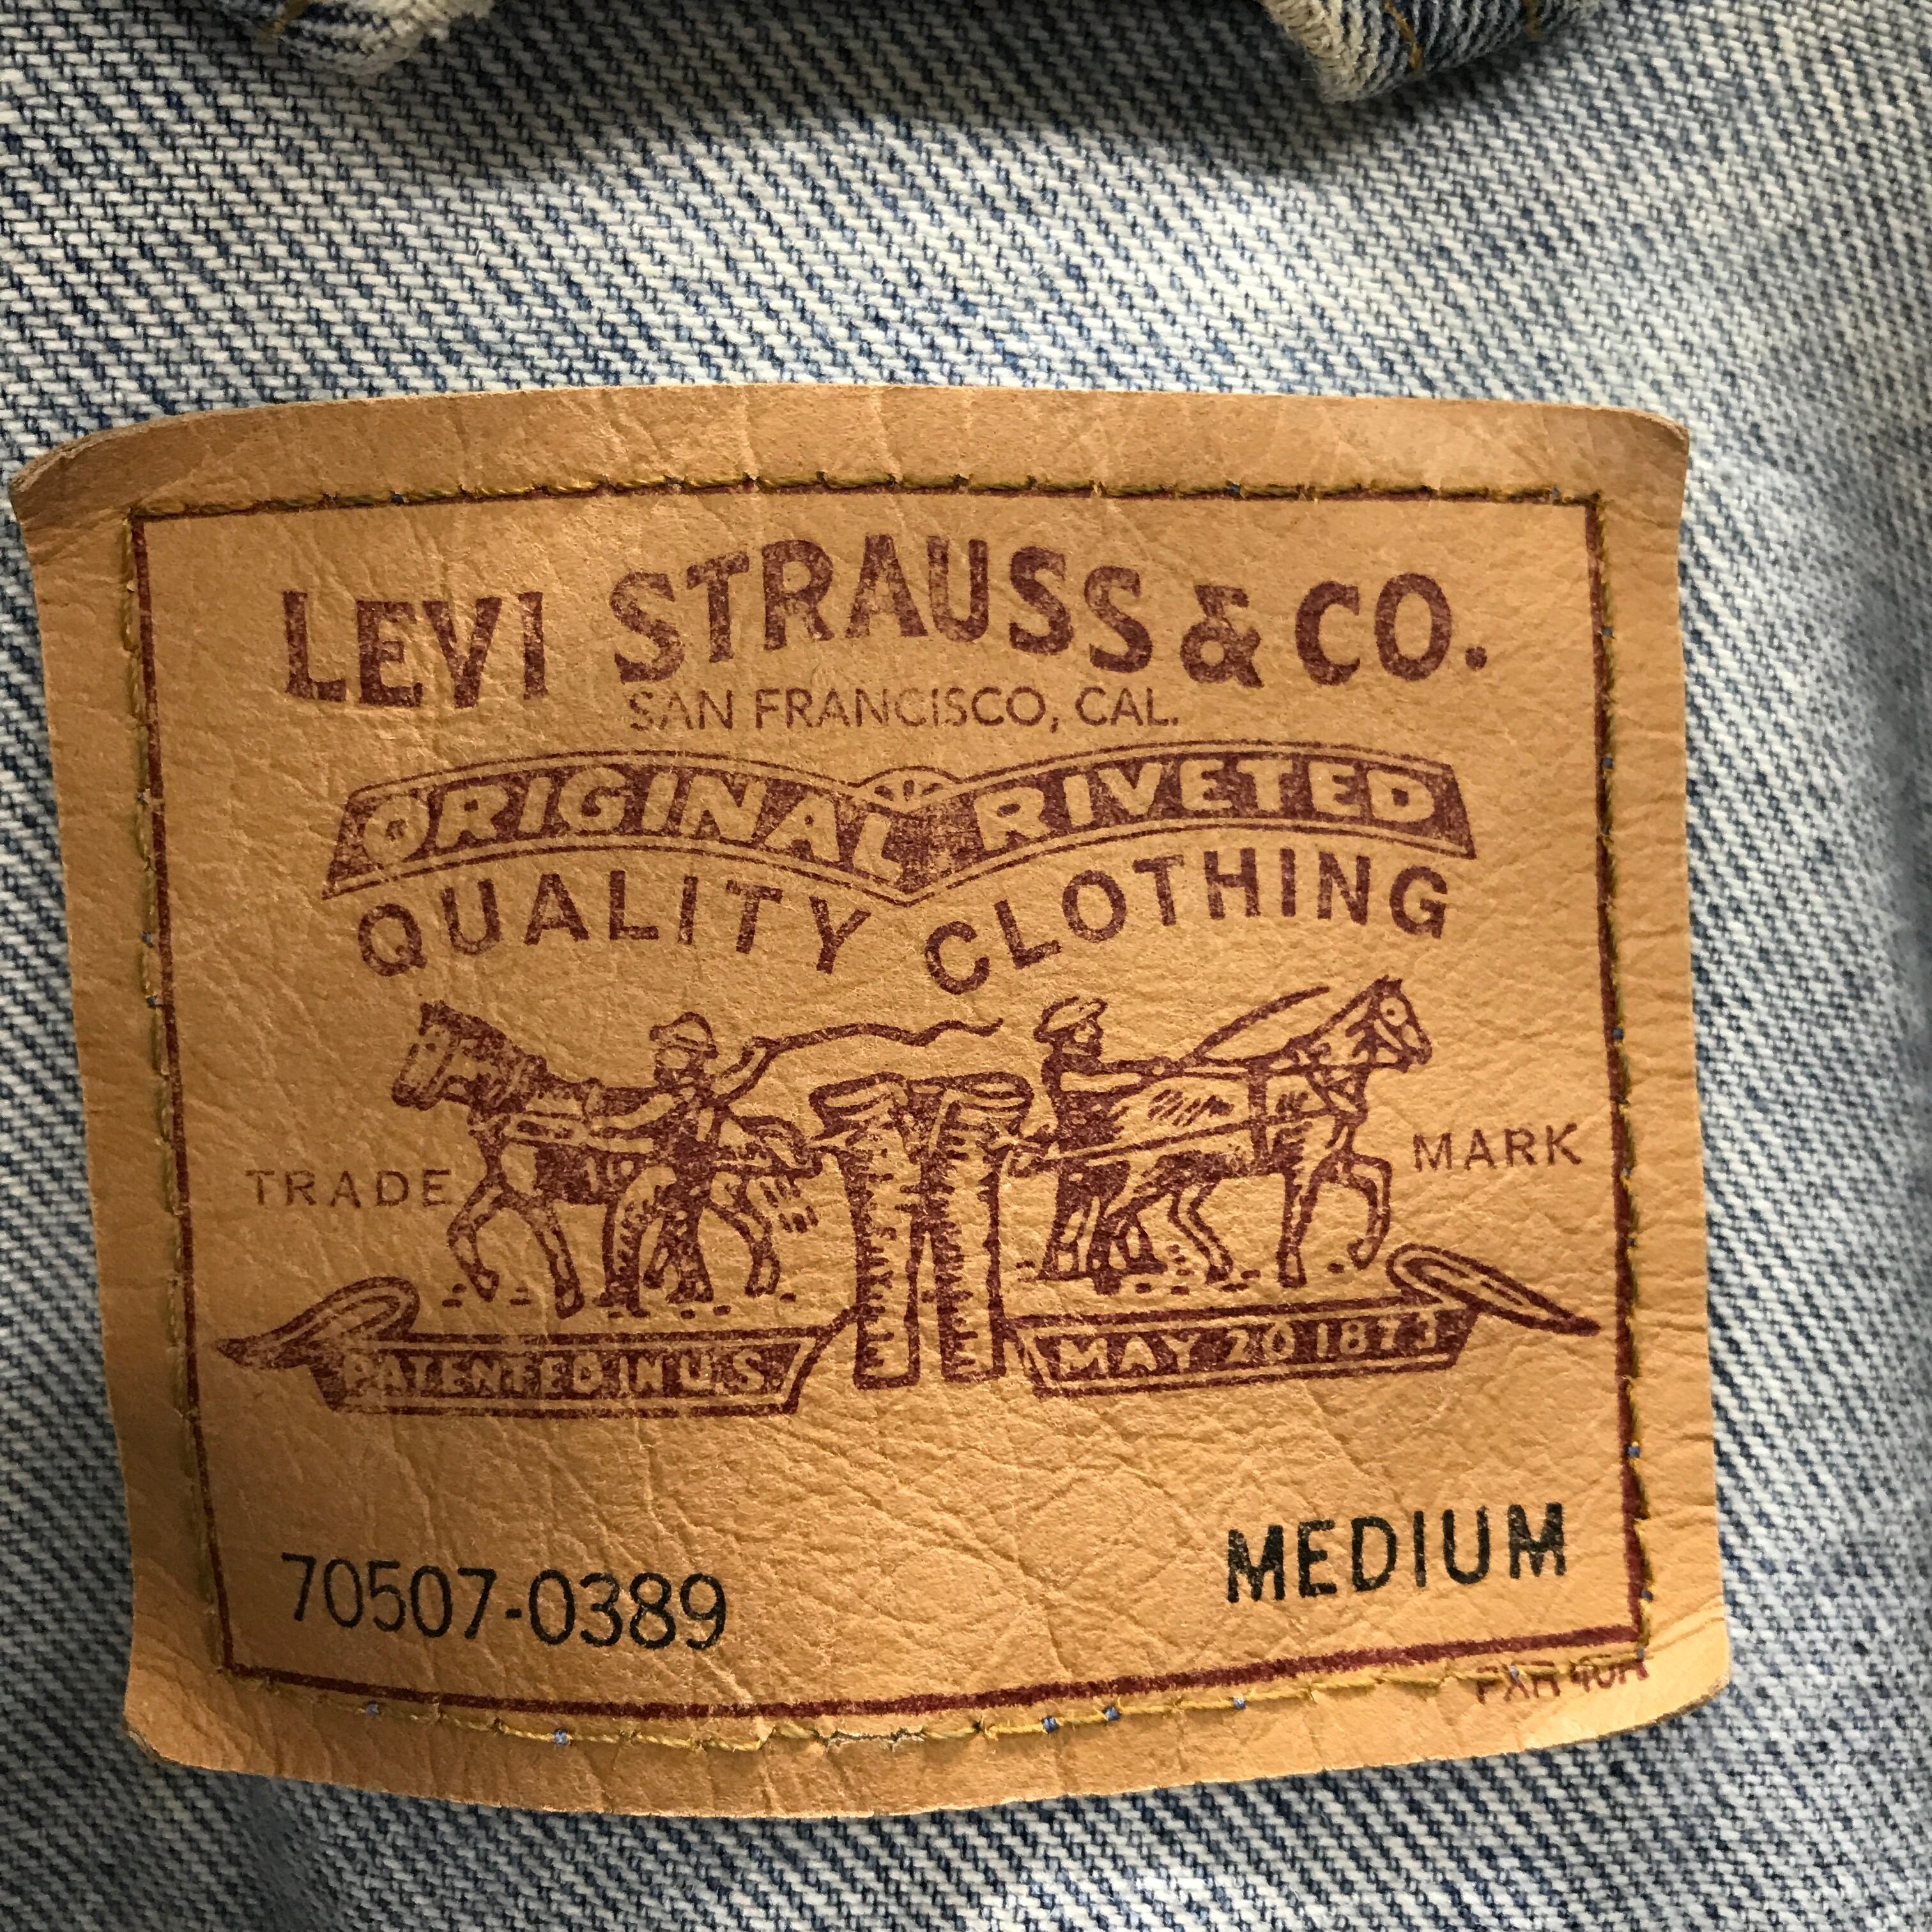 LEVI STRAUSS & CO.
SAN FRANCISCO, CAL.
ORIGINAL RIVETED
QUALITY CLOTHING
TRADE MARK
PATENTED IN U.S.
MAY 20 1873
70507-0389
MEDIUM